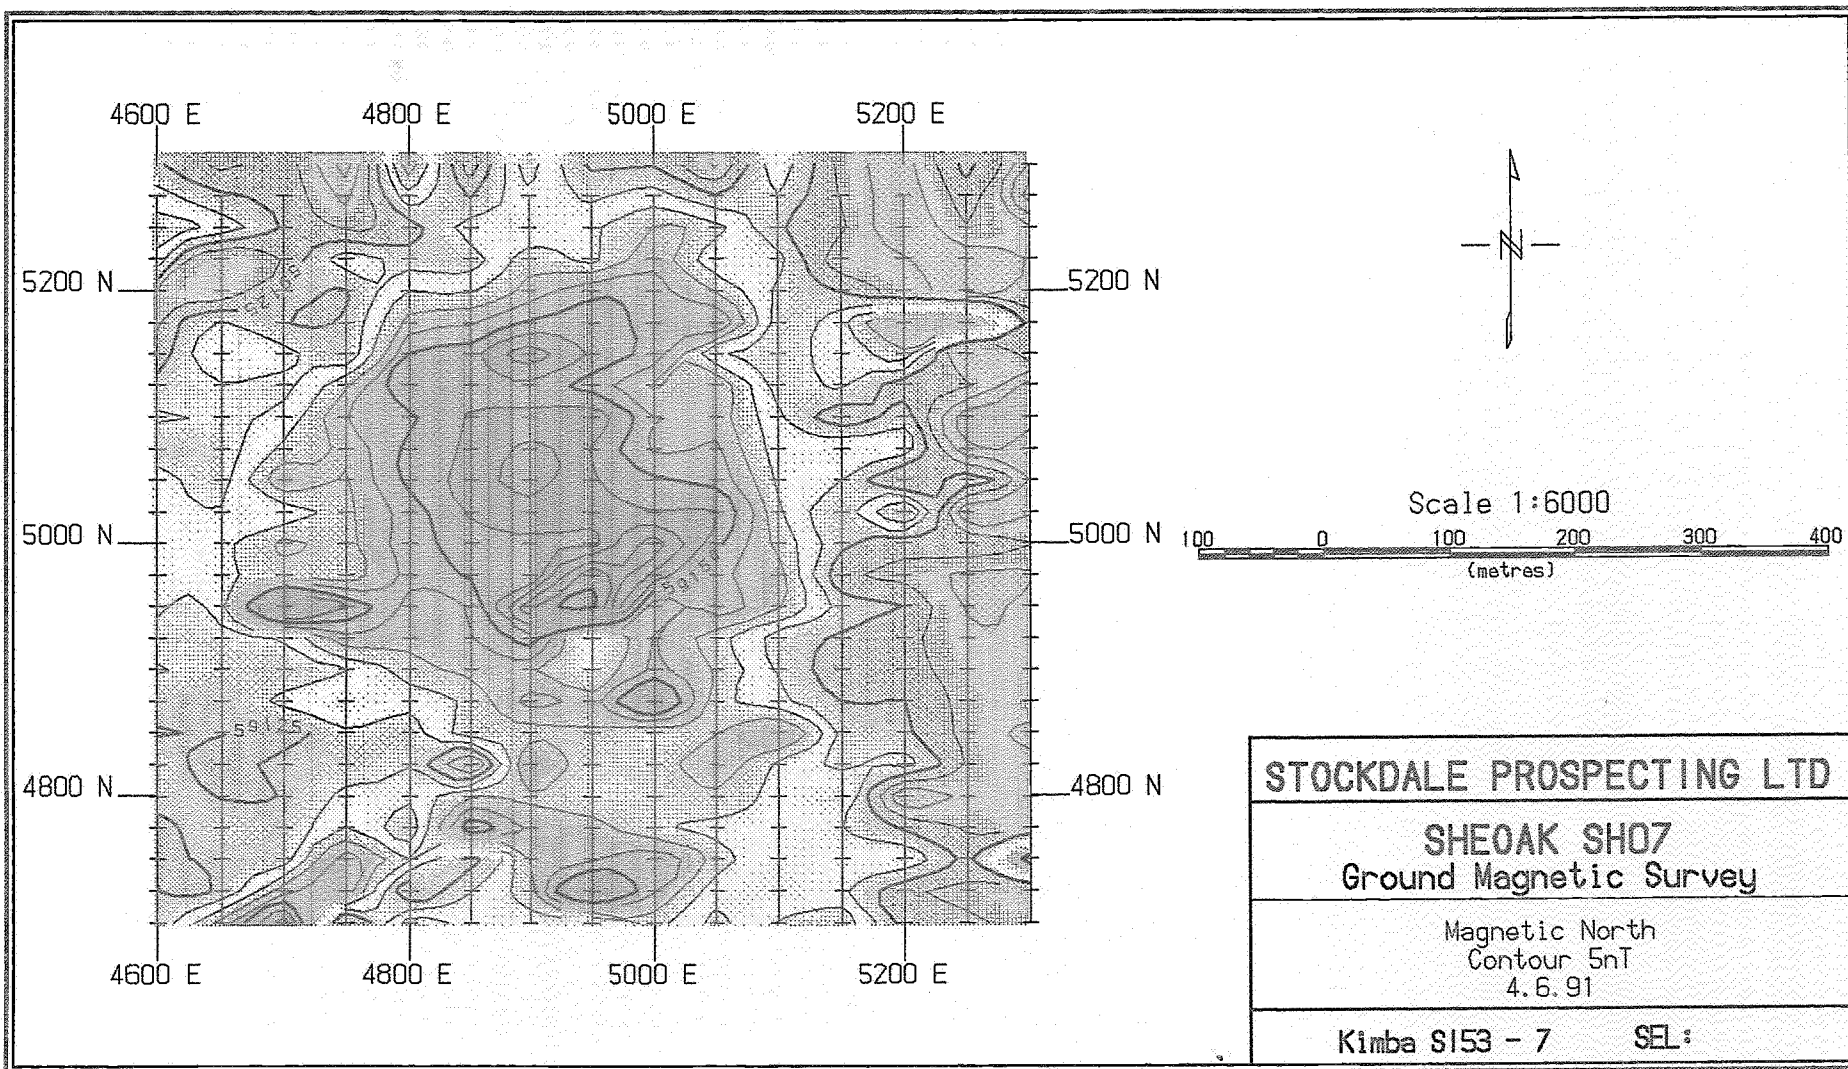 4600 E 4800 E 5000 E 5200 E
5200 N 5200 N
5000 N 5000 N
59175
4800 N 4800 N
4600 E 4800 E 5000 E 5200 E
N
Scale 1:6000
100 0 100 200 300 400
(metres)
STOCKDALE PROSPECTING LTD
SHEOAK SH07
Ground Magnetic Survey
Magnetic North
Contour 5nT
4.6.91
Kimba SI53 - 7 SEL: